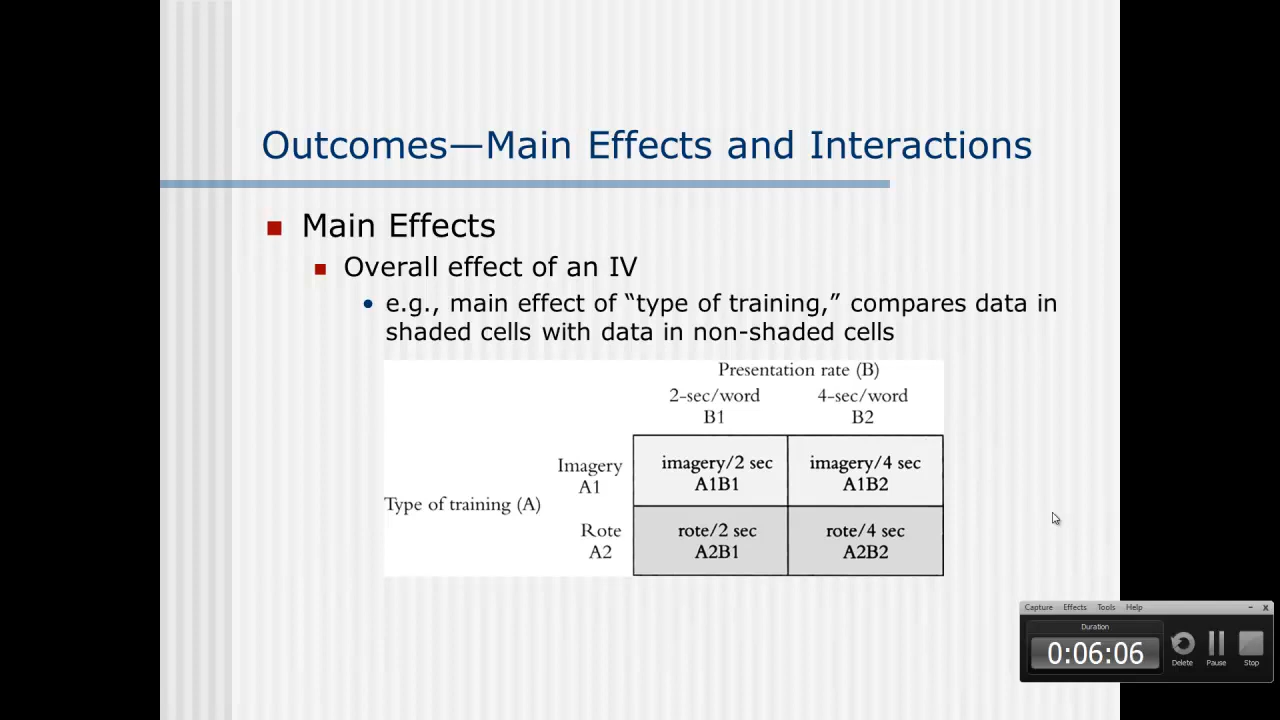 Outcomes—Main Effects and Interactions
Main Effects
Overall effect of an IV
e.g., main effect of “type of training,” compares data in
shaded cells with data in non-shaded cells
Presentation rate (B)
2-sec/word 4-sec/word
B1 B2
Imagery imagery/2 sec imagery/4 sec
A1 A1B1 A1B2
Type of training (A)
Rote rote/2 sec rote/4 sec
A2 A2B1 A2B2
Capture Effects Tools Help
Duration
0:06:06
Delete Pause Stop